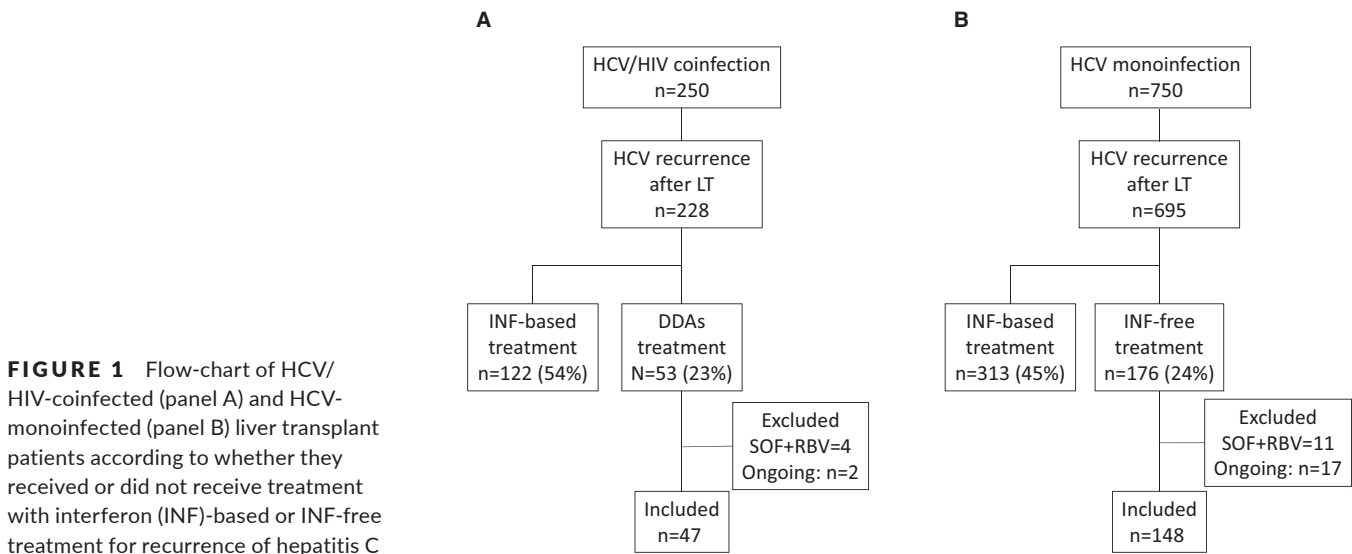 A
HCV/HIV coinfection
n=250
HCV recurrence
after LT
n=228
INF-based
treatment
n=122 (54%)
DDAs
treatment
N=53 (23%)
Excluded
SOF+RBV=4
Ongoing: n=2
Included
n=47
B
HCV monoinfection
n=750
HCV recurrence
after LT
n=695
INF-based
treatment
n=313 (45%)
INF-free
treatment
n=176 (24%)
Excluded
SOF+RBV=11
Ongoing: n=17
Included
n=148
FIGURE 1 Flow-chart of HCV/
HIV-coinfected (panel A) and HCV-
monoinfected (panel B) liver transplant
patients according to whether they
received or did not receive treatment
with interferon (INF)-based or INF-free
treatment for recurrence of hepatitis C